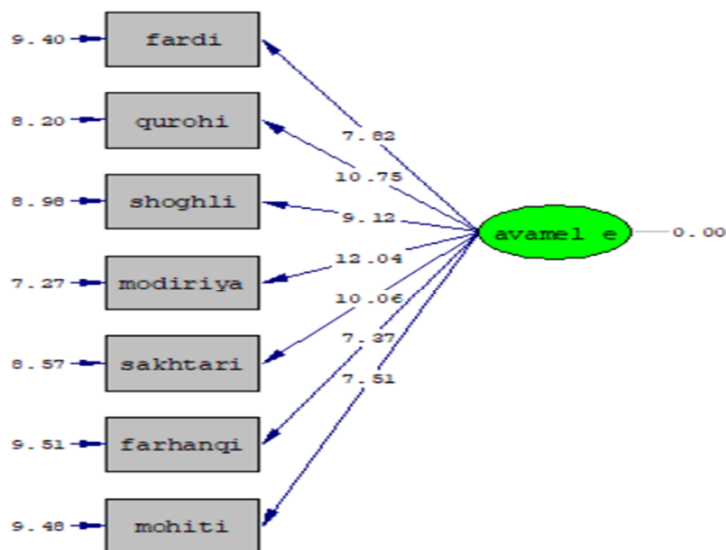 9.40 fardi
7.82
8.20 qurohi
10.75
8.98 shoghli
9.12
avamel e 0.00
12.04
7.27 modiriya
10.06
8.57 sakhtari
7.37
7.51
9.51 farhanqi
9.48 mohiti